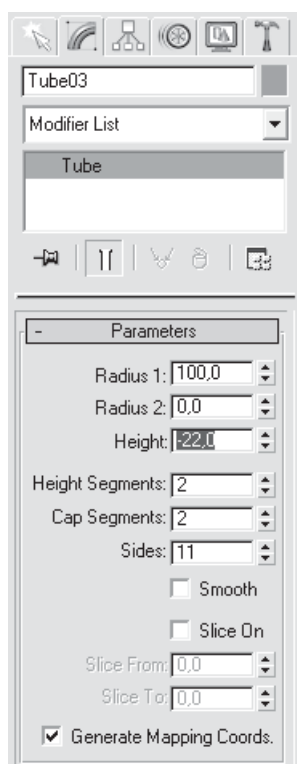 Tube03
Modifier List
Tube
- Parameters
Radius 1: 100,0
Radius 2: 0,0
Height: -22,0
Height Segments: 2
Cap Segments: 2
Sides: 11
Smooth
Slice On
Slice From: 0,0
Slice To: 0,0
Generate Mapping Coords.